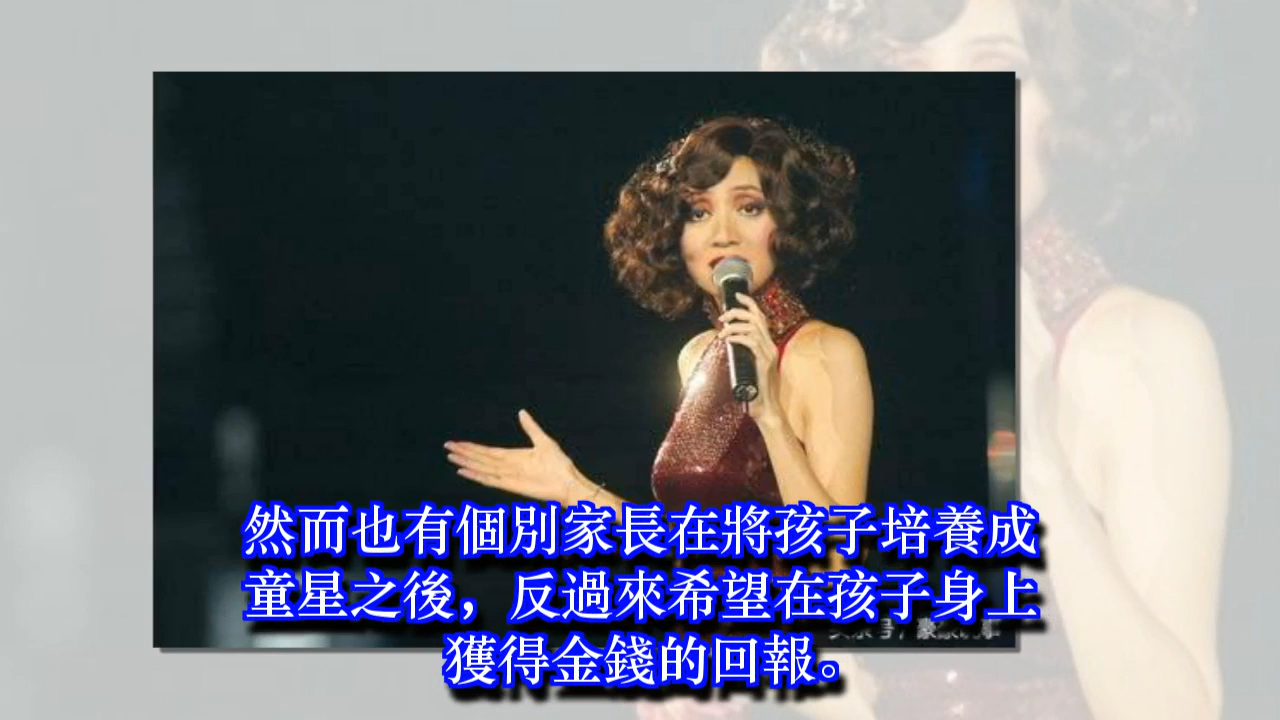 然而也有個別家長在將孩子培養成
童星之後，反過來希望在孩子身上
獲得金錢的回報。